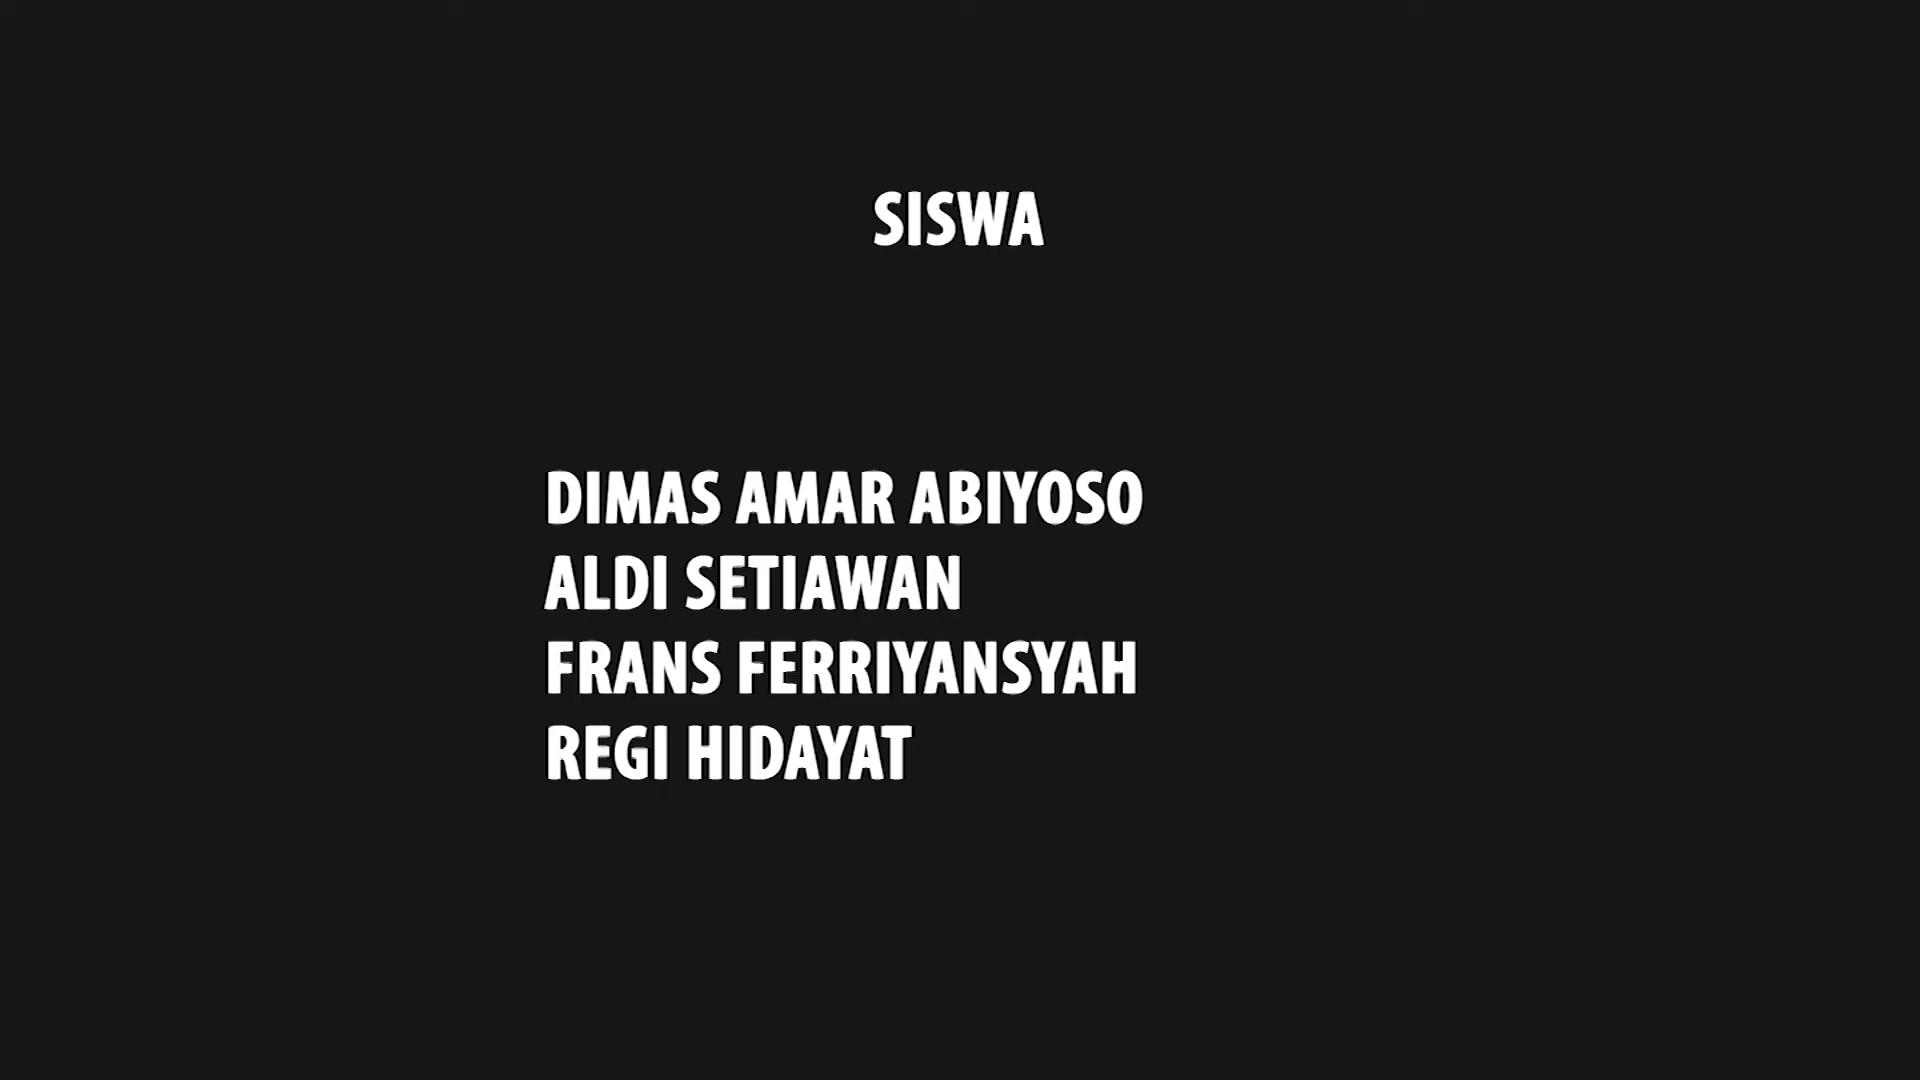 SISWA
DIMAS AMAR ABIYOSO
ALDI SETIAWAN
FRANS FERRIYANSYAH
REGI HIDAYAT